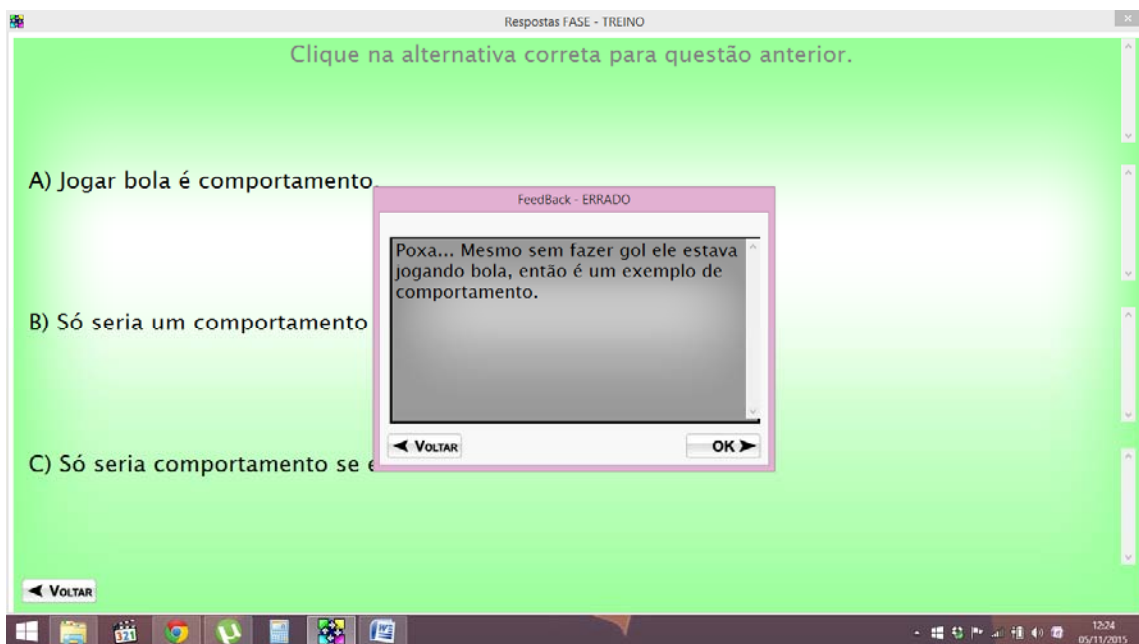 Respostas FASE - TREINO
Clique na alternativa correta para questão anterior.
A) Jogar bola é comportamento.
FeedBack - ERRADO
Poxa... Mesmo sem fazer gol ele estava
jogando bola, então é um exemplo de
comportamento.
B) Só seria um comportamento
VOLTAR
OK
C) Só seria comportamento se
VOLTAR
321
12:24
05/11/2015